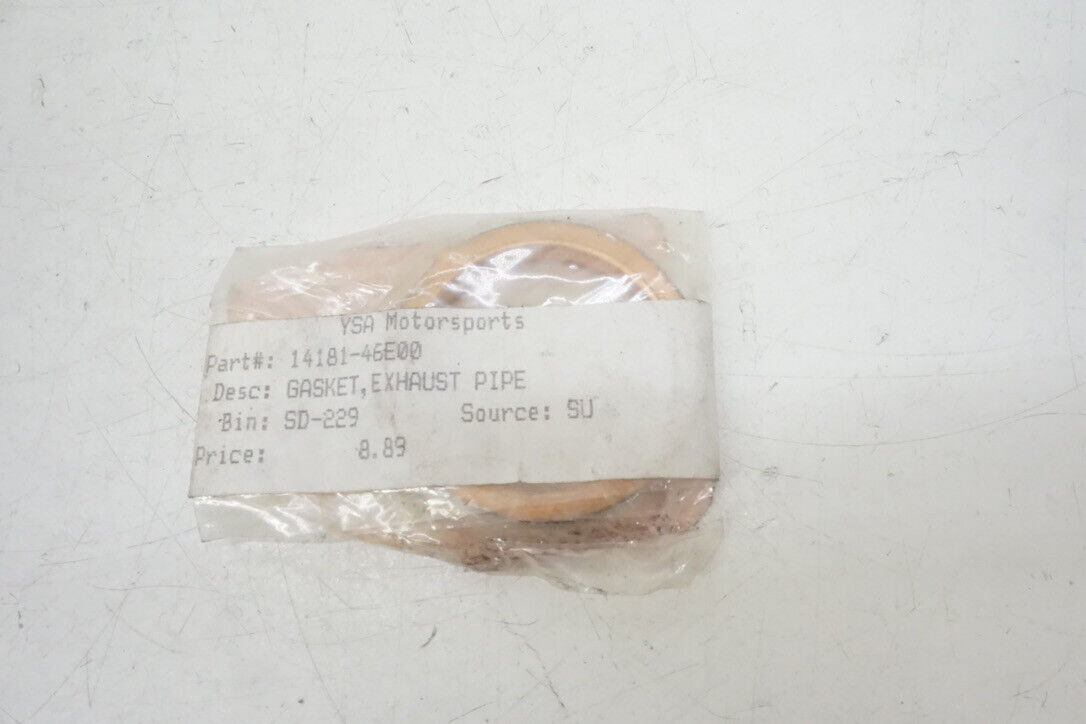 YSA Motorsports
Part#: 14181-46E00
Desc: GASKET,EXHAUST PIPE
Bin: SD-229 Source: SU
Price: 8.89